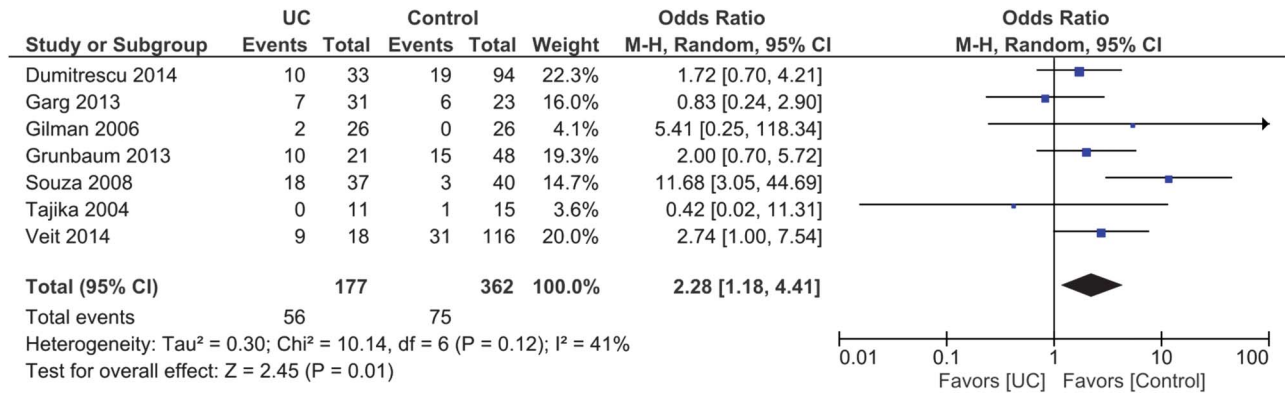 UC Control Odds Ratio Odds Ratio
Study or Subgroup Events Total Events Total Weight M-H, Random, 95% CI M-H, Random, 95% CI
Dumitrescu 2014 10 33 19 94 22.3% 1.72 [0.70, 4.21]
Garg 2013 7 31 6 23 16.0% 0.83 [0.24, 2.90]
Gilman 2006 2 26 0 26 4.1% 5.41 [0.25, 118.34]
Grunbaum 2013 10 21 15 48 19.3% 2.00 [0.70, 5.72]
Souza 2008 18 37 3 40 14.7% 11.68 [3.05, 44.69]
Tajika 2004 0 11 1 15 3.6% 0.42 [0.02, 11.31]
Veit 2014 9 18 31 116 20.0% 2.74 [1.00, 7.54]
Total (95% CI) 177 362 100.0% 2.28 [1.18, 4.41]
Total events 56 75
Heterogeneity: Tau² = 0.30; Chi² = 10.14, df = 6 (P = 0.12); I² = 41%
Test for overall effect: Z = 2.45 (P = 0.01)
0.01 0.1 1 10 100
Favors [UC] Favors [Control]